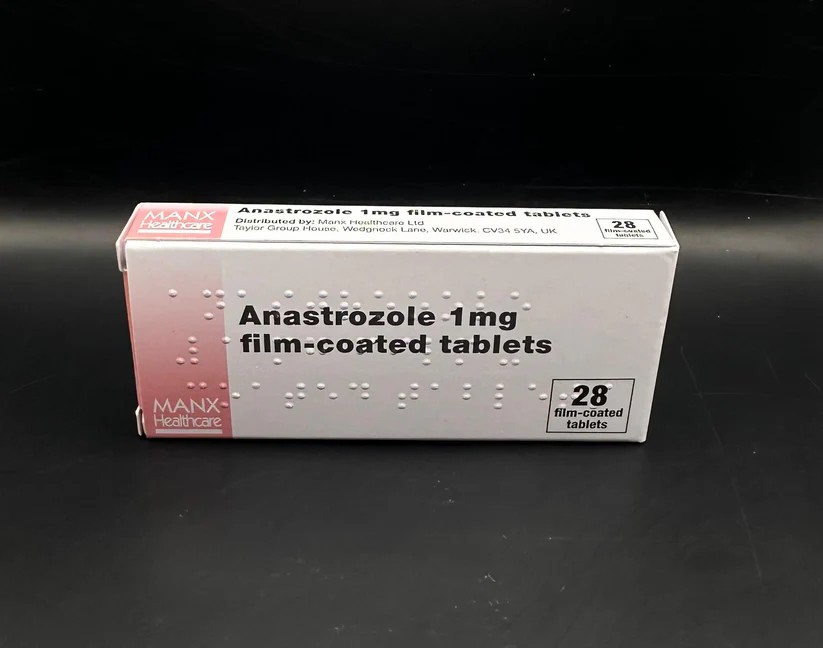 MANX
Healthcare
Anastrozole 1mg film-coated tablets
Distributed by: Manx Healthcare Ltd
Taylor Group House, Wedgnock Lane, Warwick, CV34 5YA, UK
28
film-coated
tablets
Anastrozole 1mg
film-coated tablets
MANX
Healthcare
28
film-coated
tablets